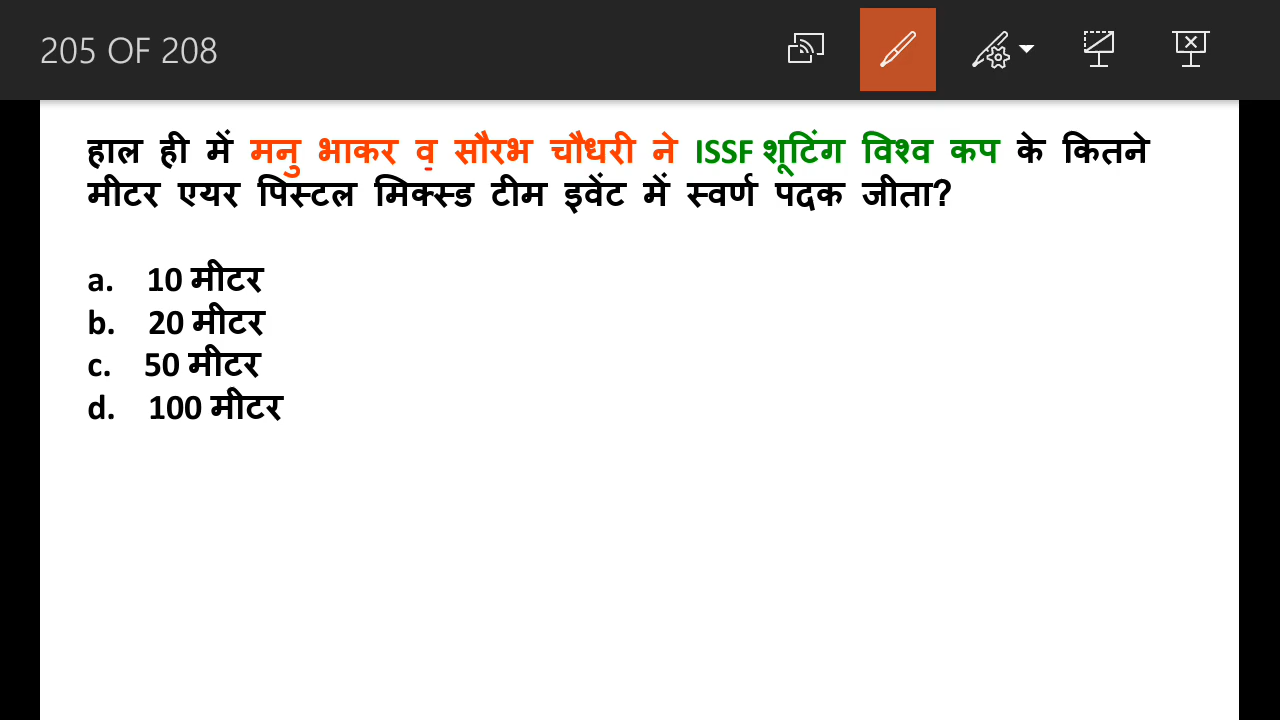 205 OF 208
हाल ही में मनु भाकर व़ सौरभ चौधरी ने ISSF शूटिंग विश्व कप के कितने
मीटर एयर पिस्टल मिक्स्ड टीम इवेंट में स्वर्ण पदक जीता?
a. 10 मीटर
b. 20 मीटर
c. 50 मीटर
d. 100 मीटर